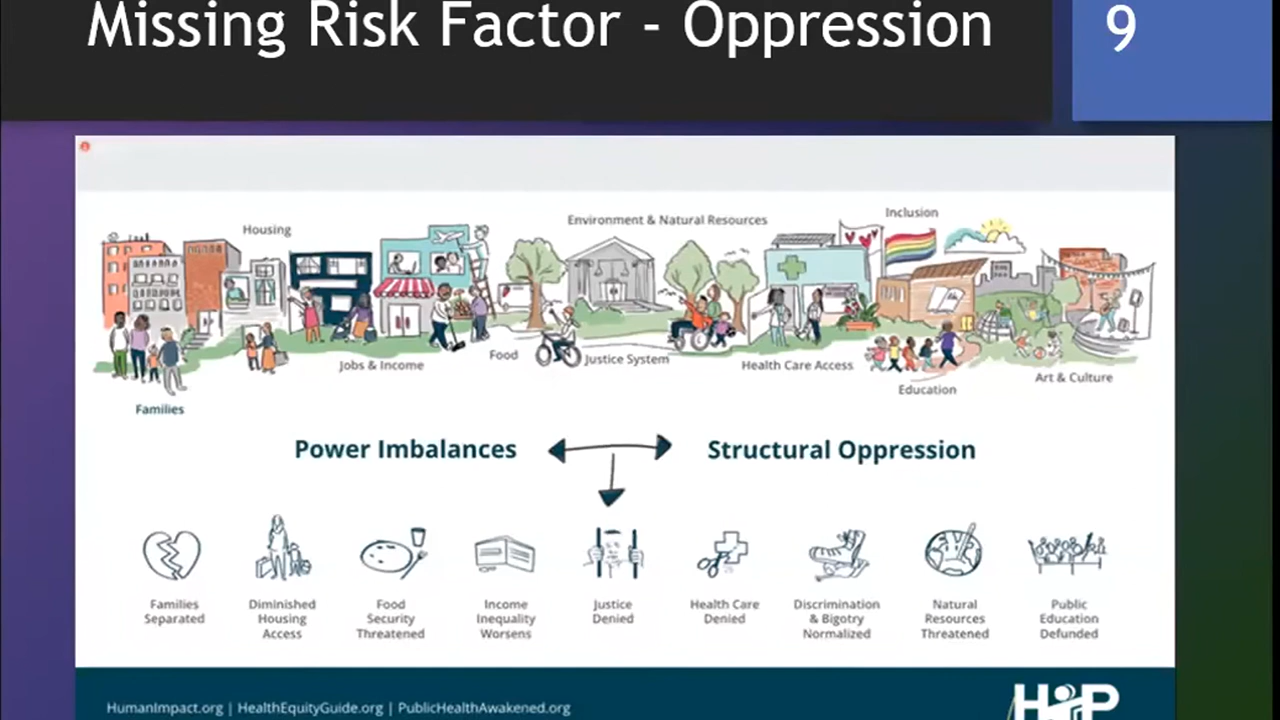 Missing Risk Factor - Oppression
9
Inclusion
Environment & Natural Resources
Housing
Food
Justice System
Jobs & Income
Health Care Access
Art & Culture
Education
Families
Power Imbalances
Structural Oppression
Families
Separated
Diminished
Housing
Access
Food
Security
Threatened
Income
Inequality
Worsens
Justice
Denied
Health Care
Denied
Discrimination
& Bigotry
Normalized
Natural
Resources
Threatened
Public
Education
Defunded
HumanImpact.org | HealthEquityGuide.org | PublicHealthAwakened.org
HiP